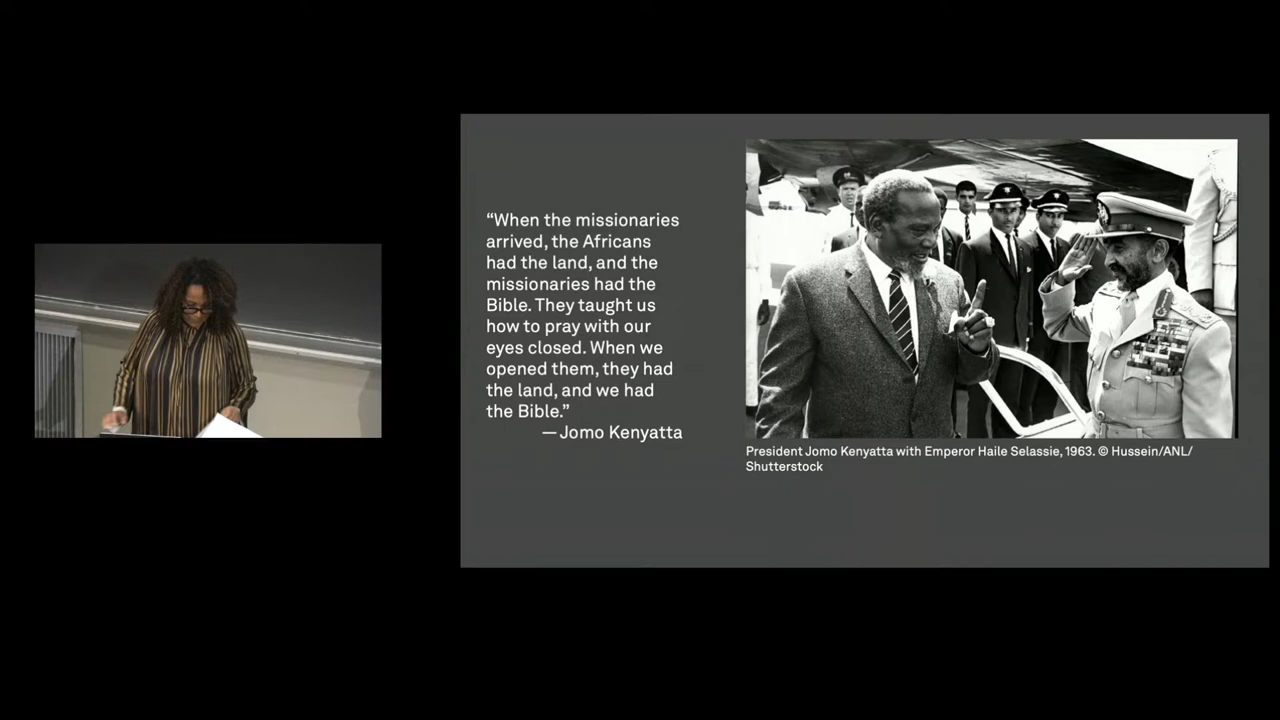 “When the missionaries
arrived, the Africans
had the land, and the
missionaries had the
Bible. They taught us
how to pray with our
eyes closed. When we
opened them, they had
the land, and we had
the Bible.”
— Jomo Kenyatta
President Jomo Kenyatta with Emperor Haile Selassie, 1963. © Hussein/ANL/
Shutterstock